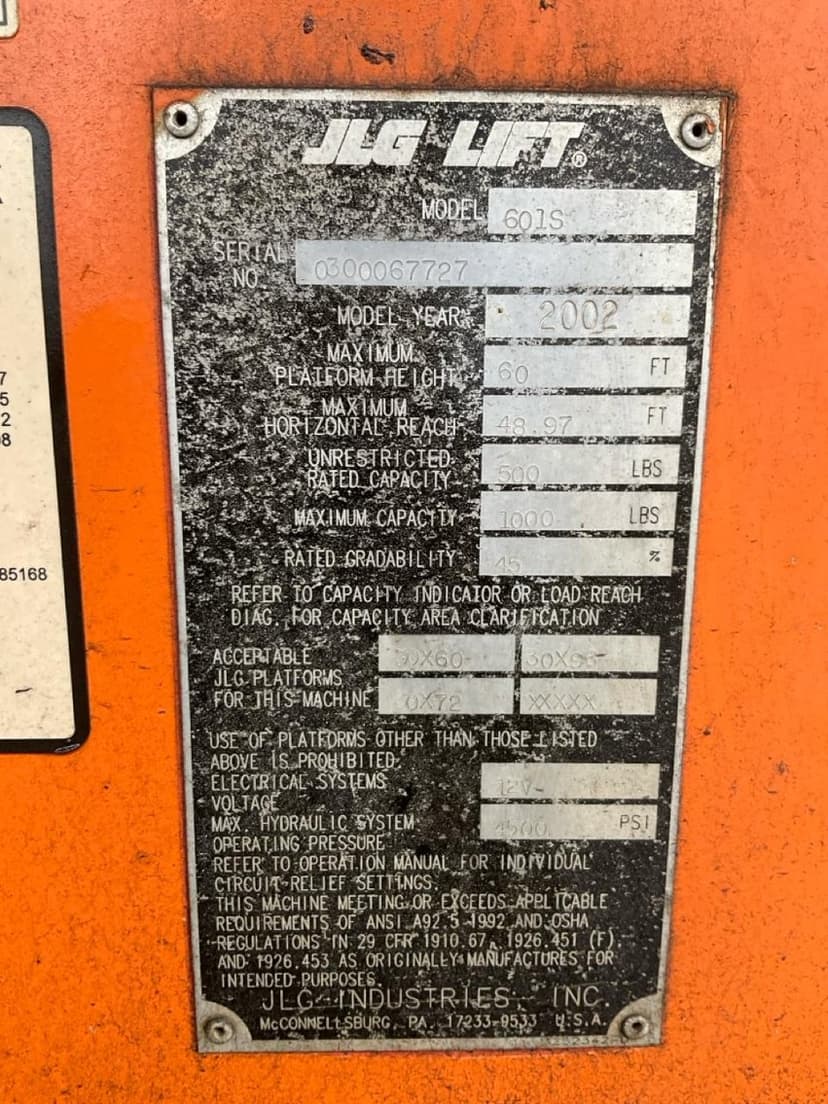 JLG LIFT®
MODEL 601S
SERIAL NO. 0300067727
MODEL YEAR 2002
MAXIMUM
PLATFORM HEIGHT 60 FT
MAXIMUM
HORIZONTAL REACH 48.97 FT
UNRESTRICTED
RATED CAPACITY 500 LBS
MAXIMUM CAPACITY 1000 LBS
RATED GRADABILITY 45 %
REFER TO CAPACITY INDICATOR OR LOAD REACH
DIAG. FOR CAPACITY AREA CLARIFICATION
ACCEPTABLE
JLG PLATFORMS
FOR THIS MACHINE XXXXX
USE OF PLATFORMS OTHER THAN THOSE LISTED
ABOVE IS PROHIBITED.
ELECTRICAL SYSTEMS 12V
VOLTAGE
MAX. HYDRAULIC SYSTEM 4500 PSI
OPERATING PRESSURE
REFER TO OPERATION MANUAL FOR INDIVIDUAL
CIRCUIT RELIEF SETTINGS.
THIS MACHINE MEETING OR EXCEEDS APPLICABLE
REQUIREMENTS OF ANSI A92.5-1992 AND OSHA
REGULATIONS IN 29 CFR 1910.67, 1926.451 (F),
AND 1926.453 AS ORIGINALLY MANUFACTURES FOR
INTENDED PURPOSES.
JLG INDUSTRIES, INC.
McCONNELLSBURG, PA. 17233-9533 U.S.A.
85168